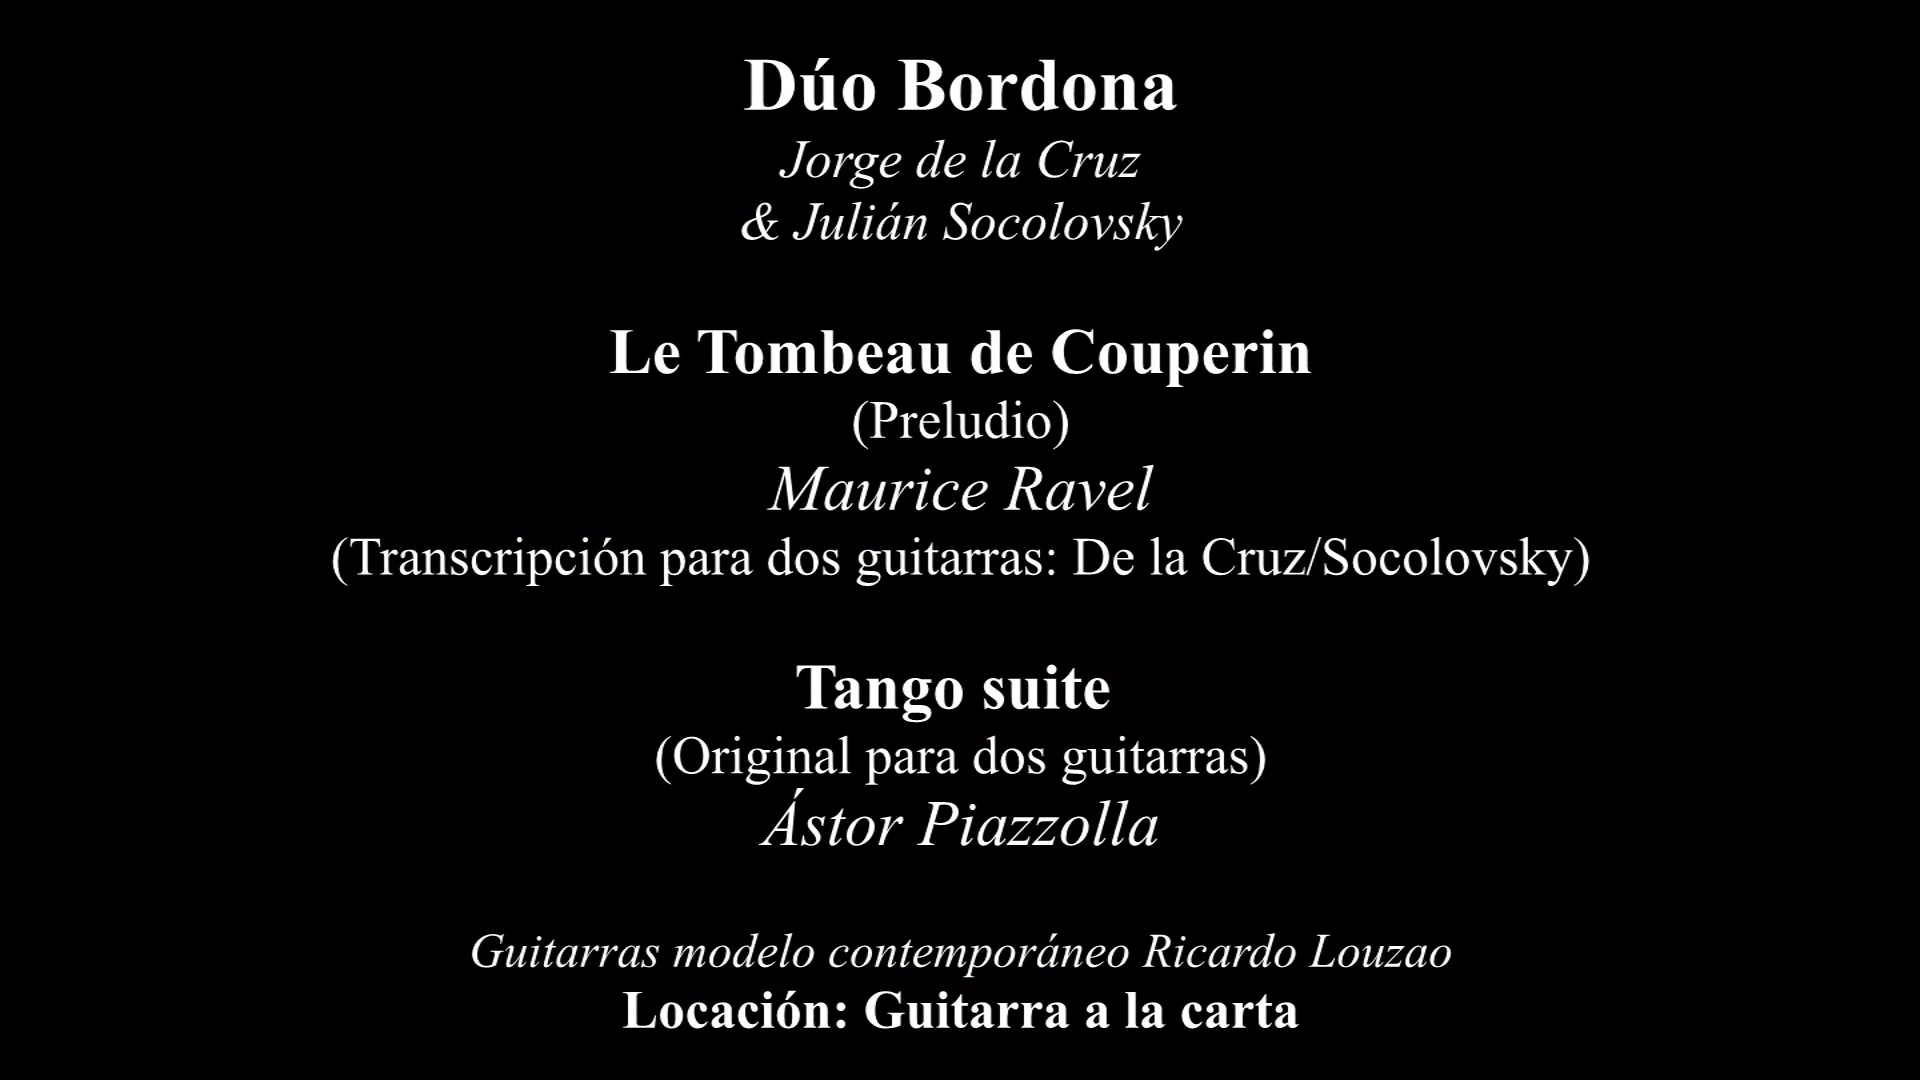 Dúo Bordona
Jorge de la Cruz
& Julián Socolovsky
Le Tombeau de Couperin
(Preludio)
Maurice Ravel
(Transcripción para dos guitarras: De la Cruz/Socolovsky)
Tango suite
(Original para dos guitarras)
Ástor Piazzolla
Guitarras modelo contemporáneo Ricardo Louzao
Locación: Guitarra a la carta